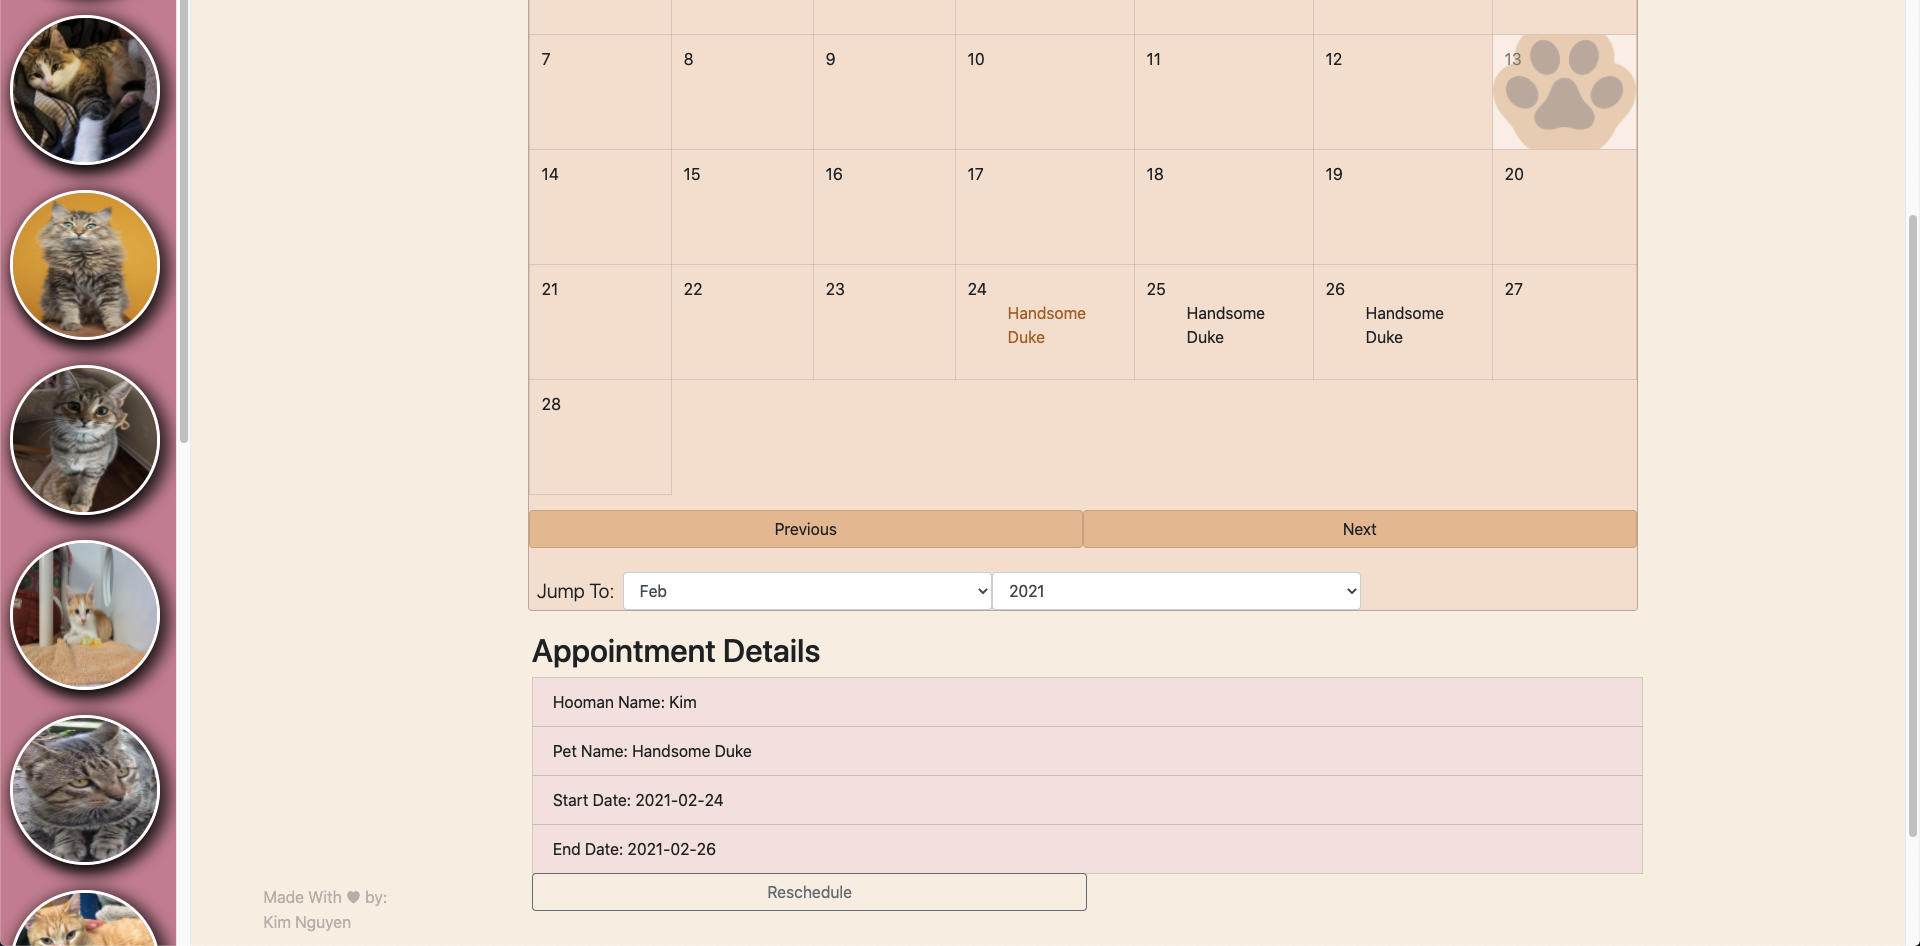 7 8 9 10 11 12 13
14 15 16 17 18 19 20
21 22 23 24 25 26 27
Handsome Handsome Handsome
Duke Duke Duke
28
Previous Next
Jump To: Feb 2021
Appointment Details
Hooman Name: Kim
Pet Name: Handsome Duke
Start Date: 2021-02-24
End Date: 2021-02-26
Reschedule
Made With ♥ by:
Kim Nguyen